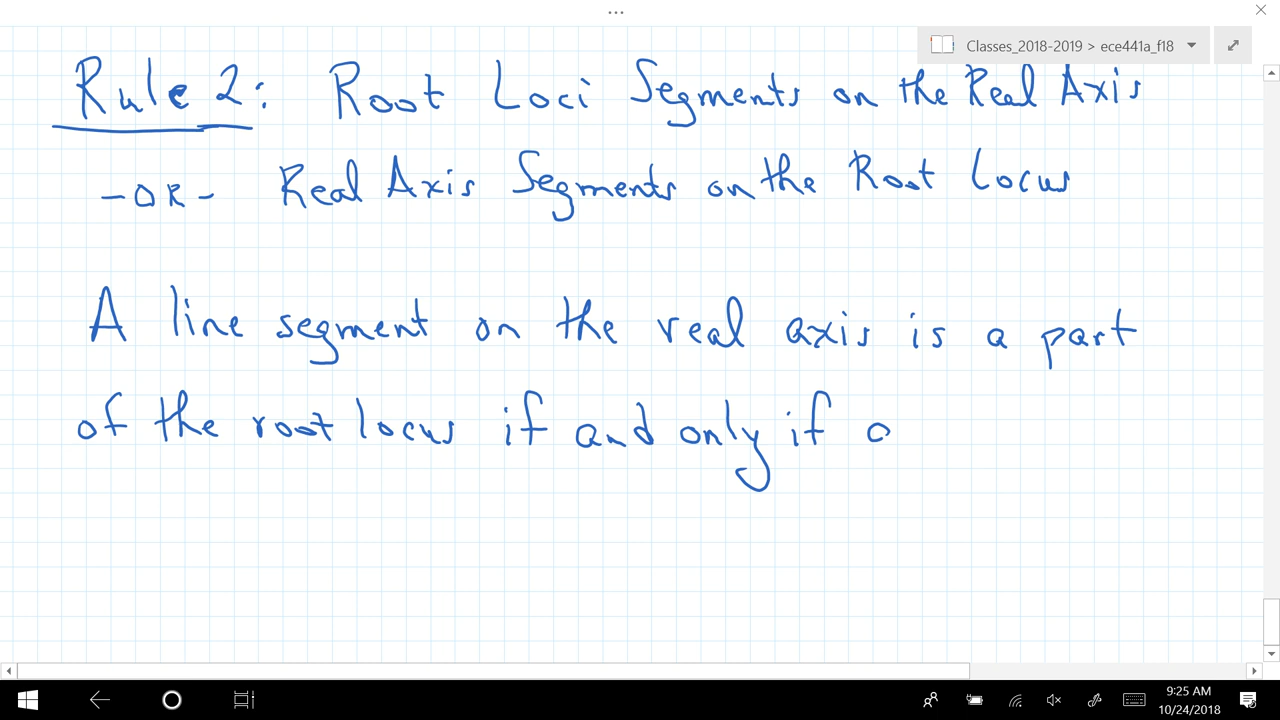 ...
Classes_2018-2019 > ece441a_f18
Rule 2: Root Loci Segments on the Real Axis
- OR - Real Axis Segments on the Root Locus
A line segment on the real axis is a part
of the root locus if and only if o
9:25 AM
10/24/2018